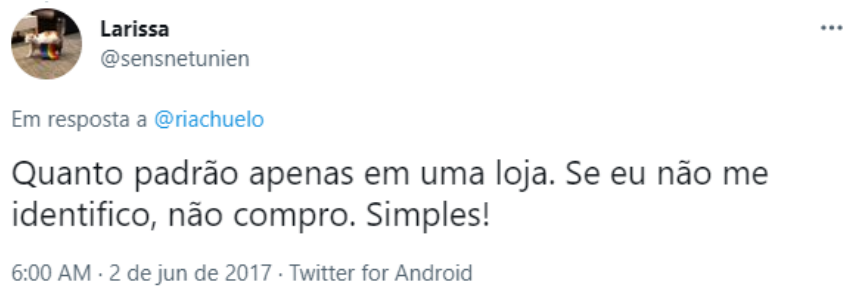 Larissa
@sensnetunien
Em resposta a @riachuelo
Quanto padrão apenas em uma loja. Se eu não me
identifico, não compro. Simples!
6:00 AM · 2 de jun de 2017 · Twitter for Android